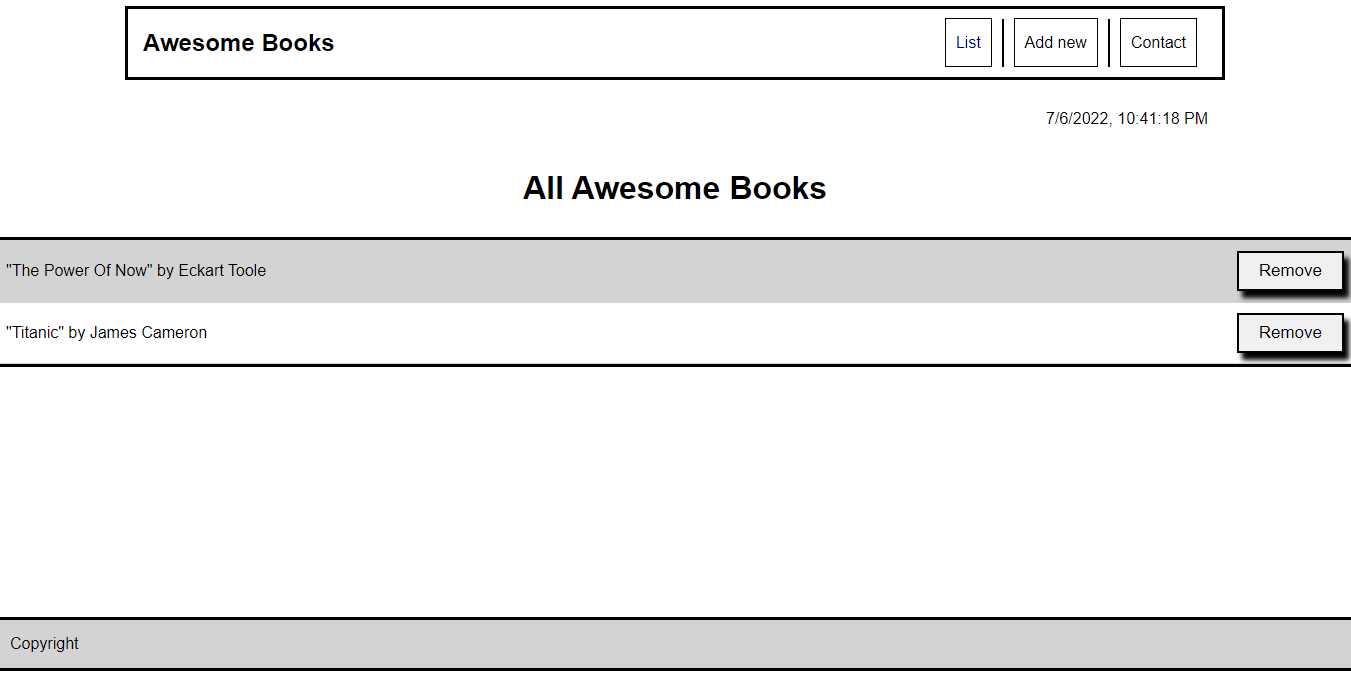 Awesome Books
List
Add new
Contact
7/6/2022, 10:41:18 PM
All Awesome Books
"The Power Of Now" by Eckart Toole
Remove
"Titanic" by James Cameron
Remove
Copyright